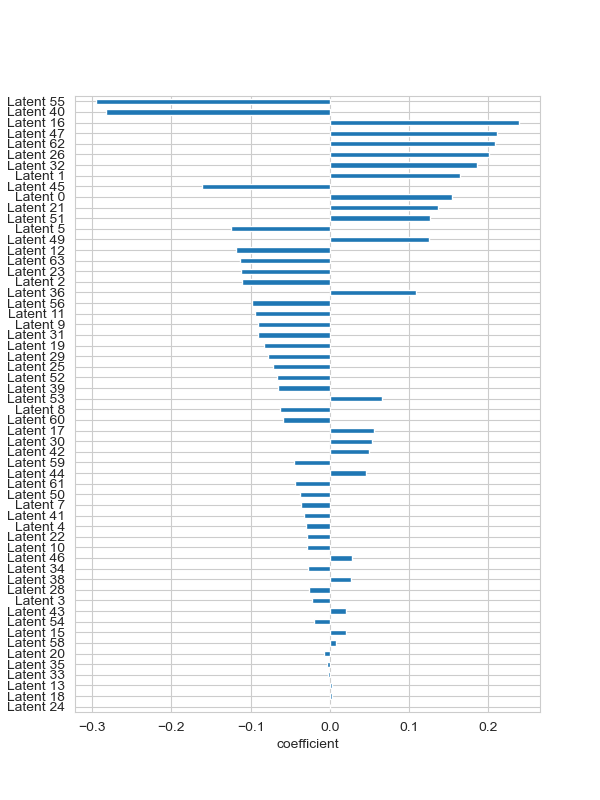 Latent 55
Latent 40
Latent 16
Latent 47
Latent 62
Latent 26
Latent 32
Latent 1
Latent 45
Latent 0
Latent 21
Latent 51
Latent 5
Latent 49
Latent 12
Latent 63
Latent 23
Latent 2
Latent 36
Latent 56
Latent 11
Latent 9
Latent 31
Latent 19
Latent 29
Latent 25
Latent 52
Latent 39
Latent 53
Latent 8
Latent 60
Latent 17
Latent 30
Latent 42
Latent 59
Latent 44
Latent 61
Latent 50
Latent 7
Latent 41
Latent 4
Latent 22
Latent 10
Latent 46
Latent 34
Latent 38
Latent 28
Latent 3
Latent 43
Latent 54
Latent 15
Latent 58
Latent 20
Latent 35
Latent 33
Latent 13
Latent 18
Latent 24
−0.3 −0.2 −0.1 0.0 0.1 0.2
coefficient